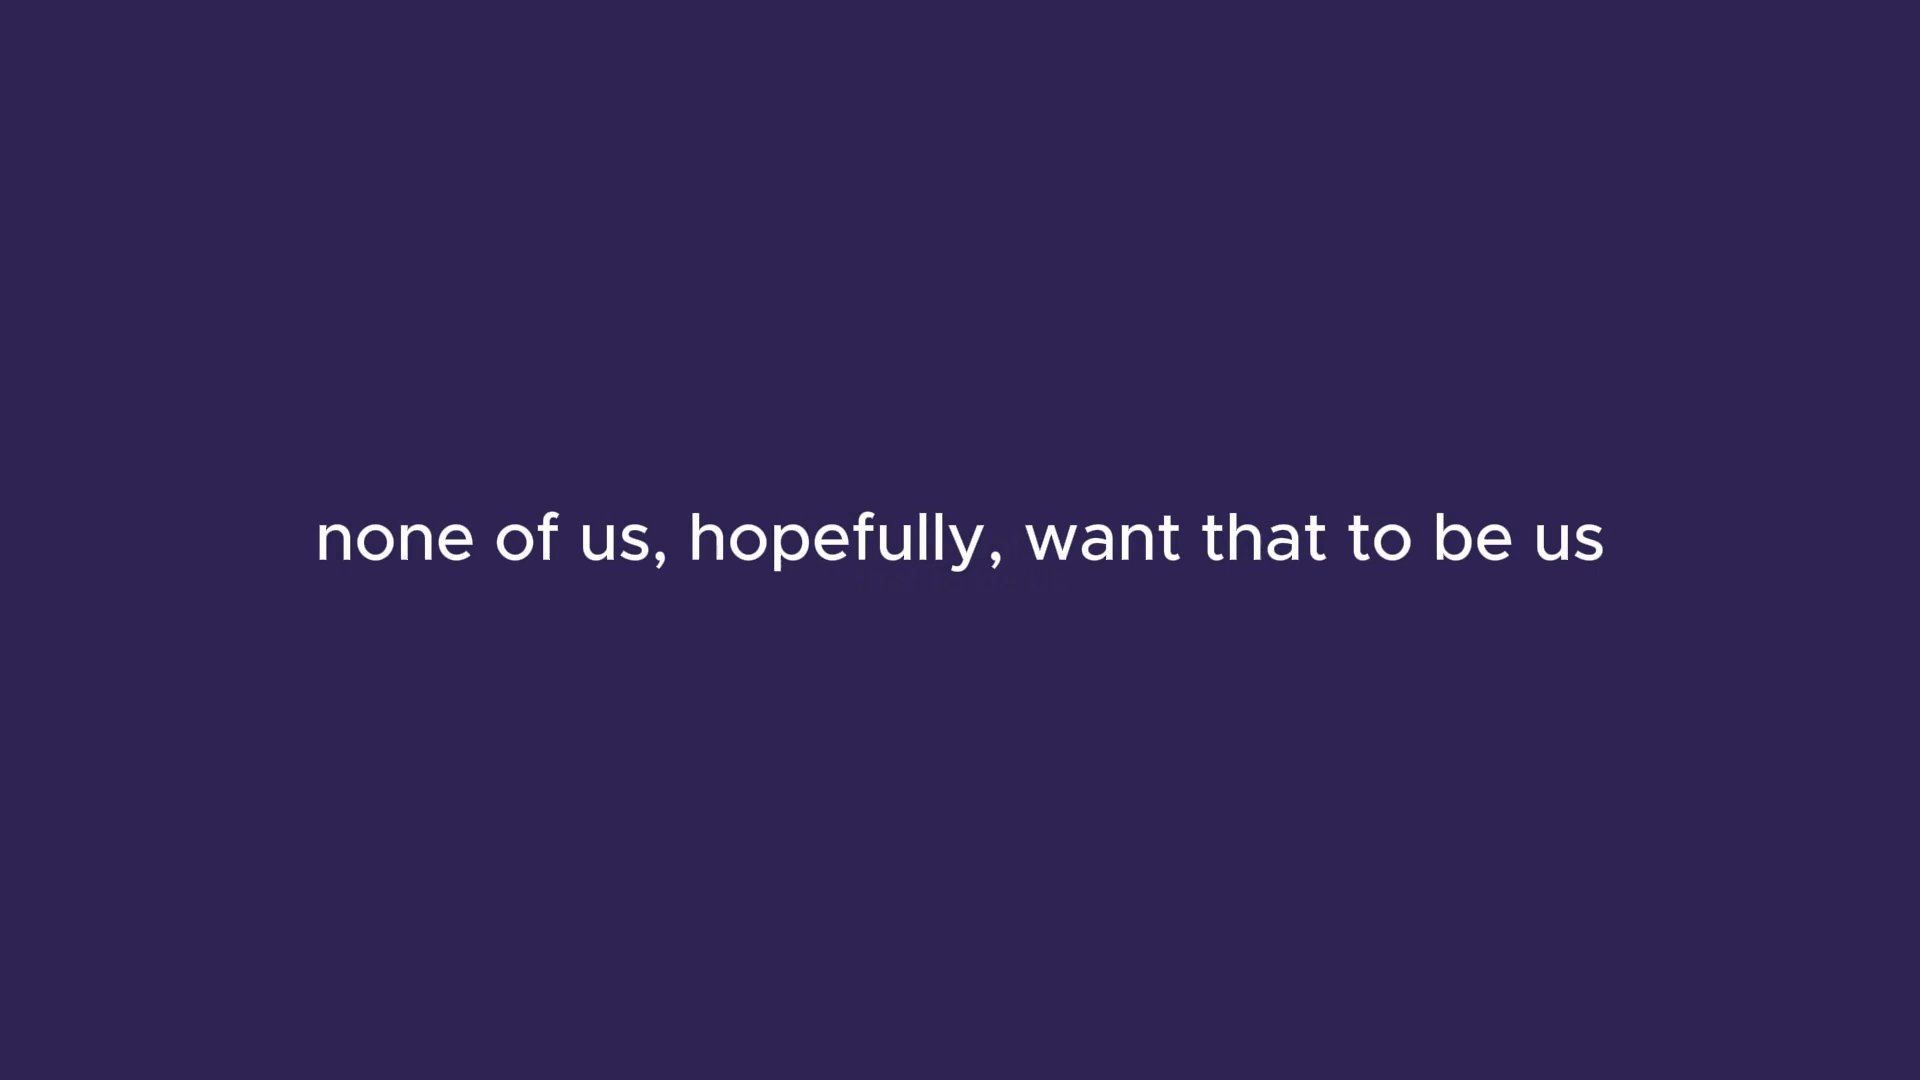 none of us, hopefully, want that to be us